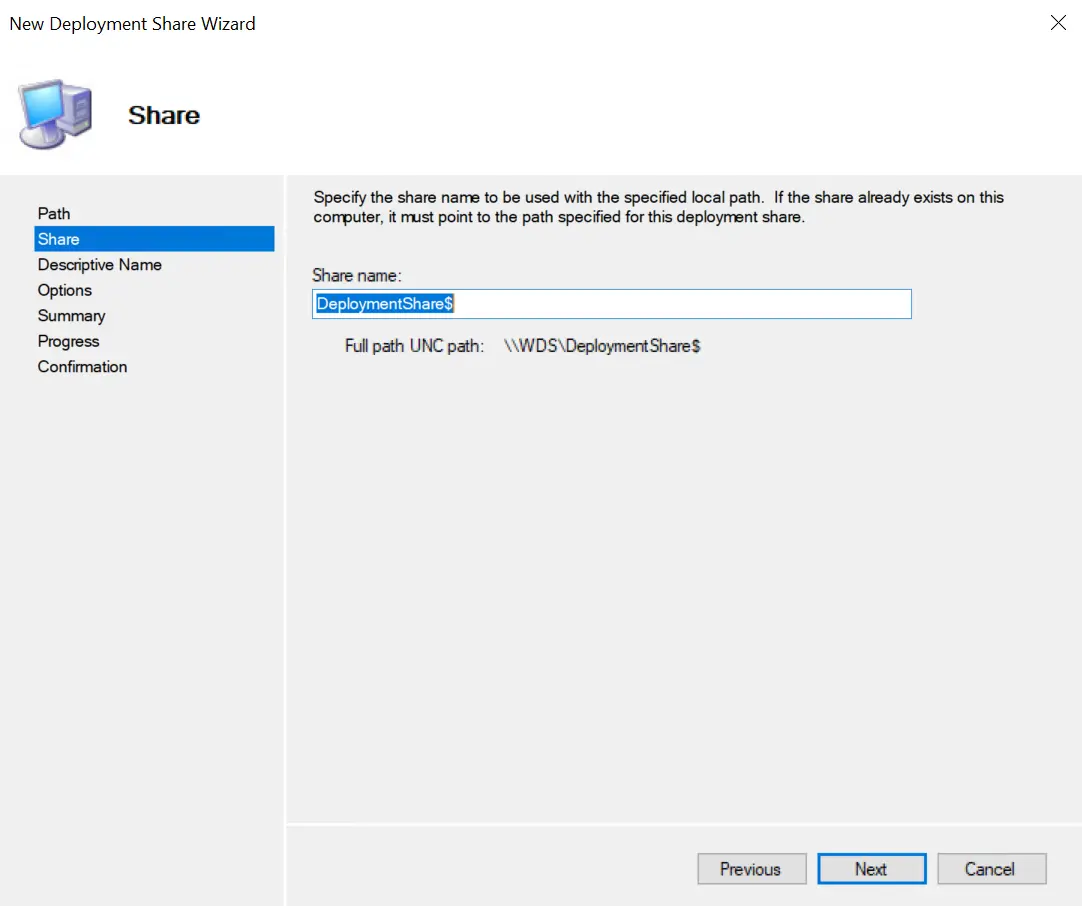 New Deployment Share Wizard
Share
Path
Share
Descriptive Name
Options
Summary
Progress
Confirmation
Specify the share name to be used with the specified local path.  If the share already exists on this
computer, it must point to the path specified for this deployment share.
Share name:
DeploymentShare$
Full path UNC path: \\WDS\DeploymentShare$
Previous Next Cancel